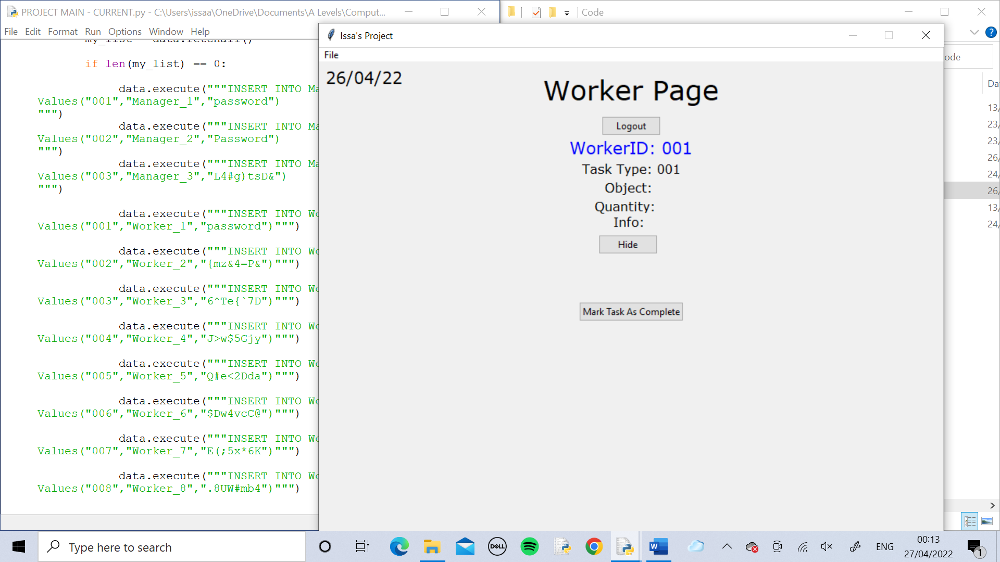 PROJECT MAIN - CURRENT.py - C:\Users\issaa\OneDrive\Documents\A Levels\Comput...
File Edit Format Run Options Window Help
if len(my_list) == 0:
data.execute("""INSERT INTO Ma
Values("001","Manager_1","password")
""")
data.execute("""INSERT INTO Ma
Values("002","Manager_2","Password")
""")
data.execute("""INSERT INTO Ma
Values("003","Manager_3","L4#g)tsD&")
""")
data.execute("""INSERT INTO Wo
Values("001","Worker_1","password")""")
data.execute("""INSERT INTO Wo
Values("002","Worker_2","{mz&4=P&")""")
data.execute("""INSERT INTO Wo
Values("003","Worker_3","6^Te{`7D")""")
data.execute("""INSERT INTO Wo
Values("004","Worker_4","J>w$5Gjy")""")
data.execute("""INSERT INTO Wo
Values("005","Worker_5","Q#e<2Dda")""")
data.execute("""INSERT INTO Wo
Values("006","Worker_6","$Dw4vcC@")""")
data.execute("""INSERT INTO Wo
Values("007","Worker_7","E(;5x*6K")""")
data.execute("""INSERT INTO Wo
Values("008","Worker_8",".8UW#mb4")""")
Code
Issa's Project
File
26/04/22
Worker Page
Logout
WorkerID: 001
Task Type: 001
Object:
Quantity:
Info:
Hide
Mark Task As Complete
ode
Da
13/
23/
23/
26/
24/
26/
13/
24/
Type here to search
DELL
W
ENG
00:13
27/04/2022
1